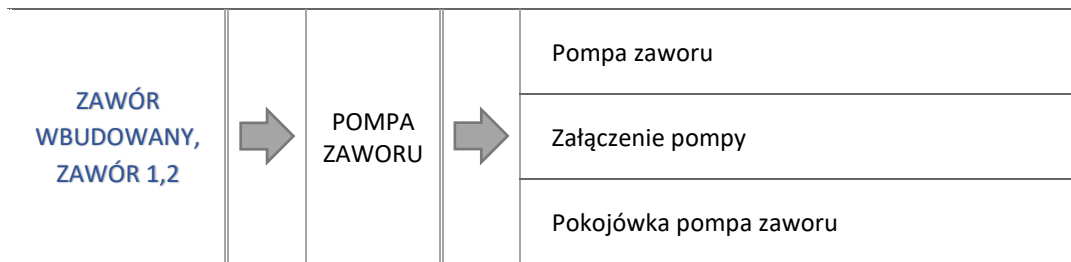 ZAWÓR
WBUDOWANY,
ZAWÓR 1,2
POMPA
ZAWORU
Pompa zaworu
Załączenie pompy
Pokojówka pompa zaworu